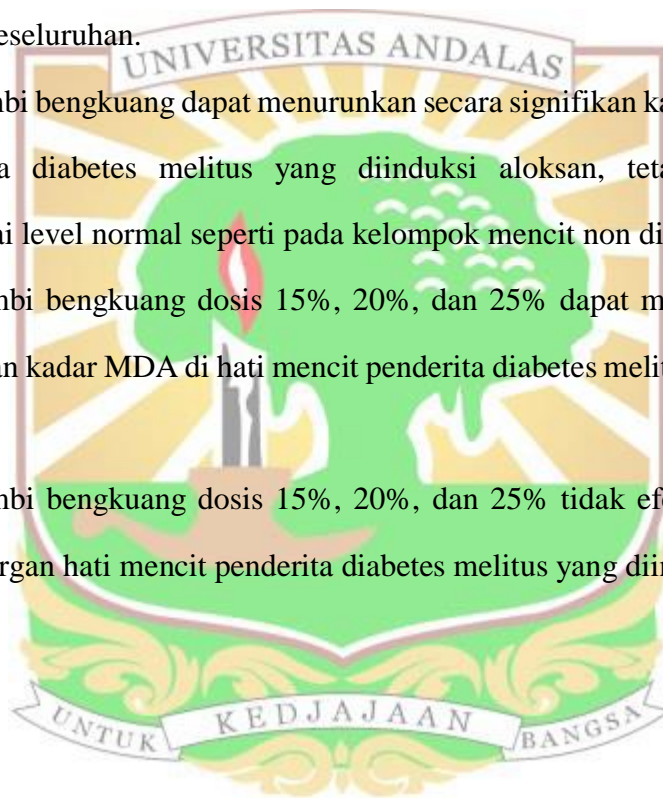 eseluruhan.
UNIVERSITAS ANDALAS
nbi bengkuang dapat menurunkan secara signifikan ka
a diabetes melitus yang diinduksi aloksan, teta
ai level normal seperti pada kelompok mencit non di
nbi bengkuang dosis 15%, 20%, dan 25% dapat m
an kadar MDA di hati mencit penderita diabetes melit
nbi bengkuang dosis 15%, 20%, dan 25% tidak efe
rgan hati mencit penderita diabetes melitus yang diin
UNTUK KEDJAJAAN BANGSA